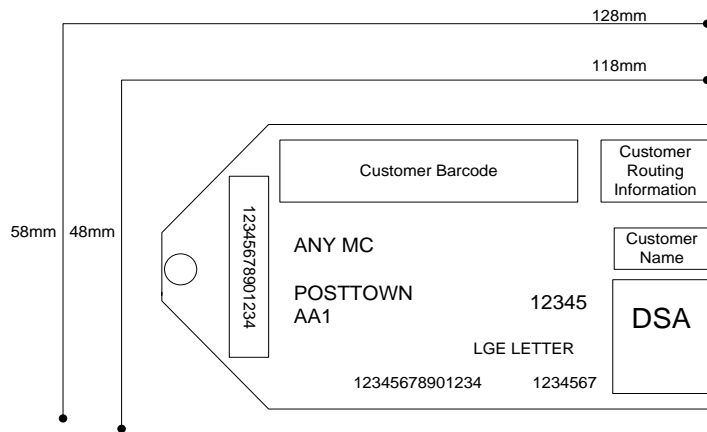 128mm
118mm
Customer Barcode
Customer
Routing
Information
58mm
48mm
12345678901234
ANY MC
Customer
Name
POSTTOWN
AA1
12345
DSA
LGE LETTER
12345678901234
1234567